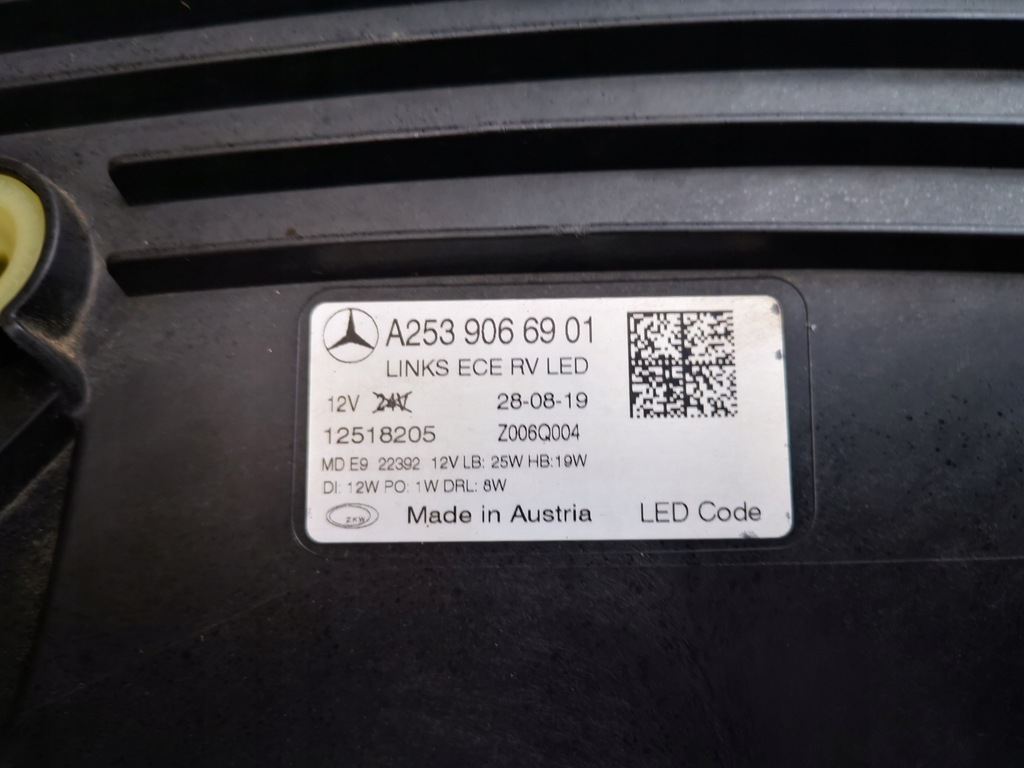 A253 906 69 01
LINKS ECE RV LED
12V 24V 28-08-19
12518205 Z006Q004
MD E9 22392 12V LB: 25W HB: 19W
DI: 12W PO: 1W DRL: 8W
ZKW Made in Austria LED Code